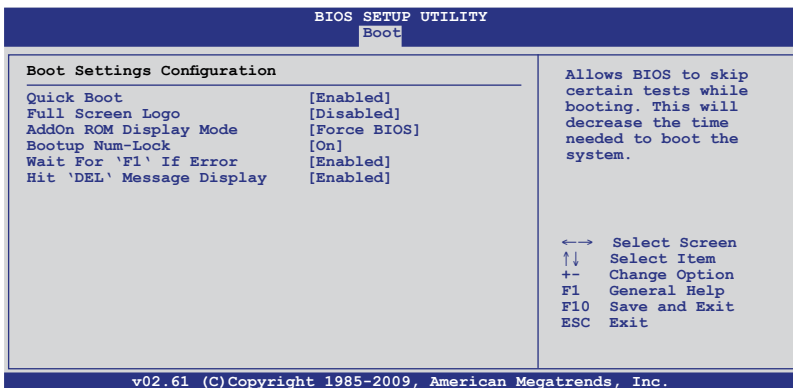 BIOS SETUP UTILITY
Boot
Boot Settings Configuration
Quick Boot [Enabled]
Full Screen Logo [Disabled]
AddOn ROM Display Mode [Force BIOS]
Bootup Num-Lock [On]
Wait For ‘F1‘ If Error [Enabled]
Hit ‘DEL‘ Message Display [Enabled]
Allows BIOS to skip
certain tests while
booting. This will
decrease the time
needed to boot the
system.
←→ Select Screen
↑↓ Select Item
+- Change Option
F1 General Help
F10 Save and Exit
ESC Exit
v02.61 (C)Copyright 1985-2009, American Megatrends, Inc.